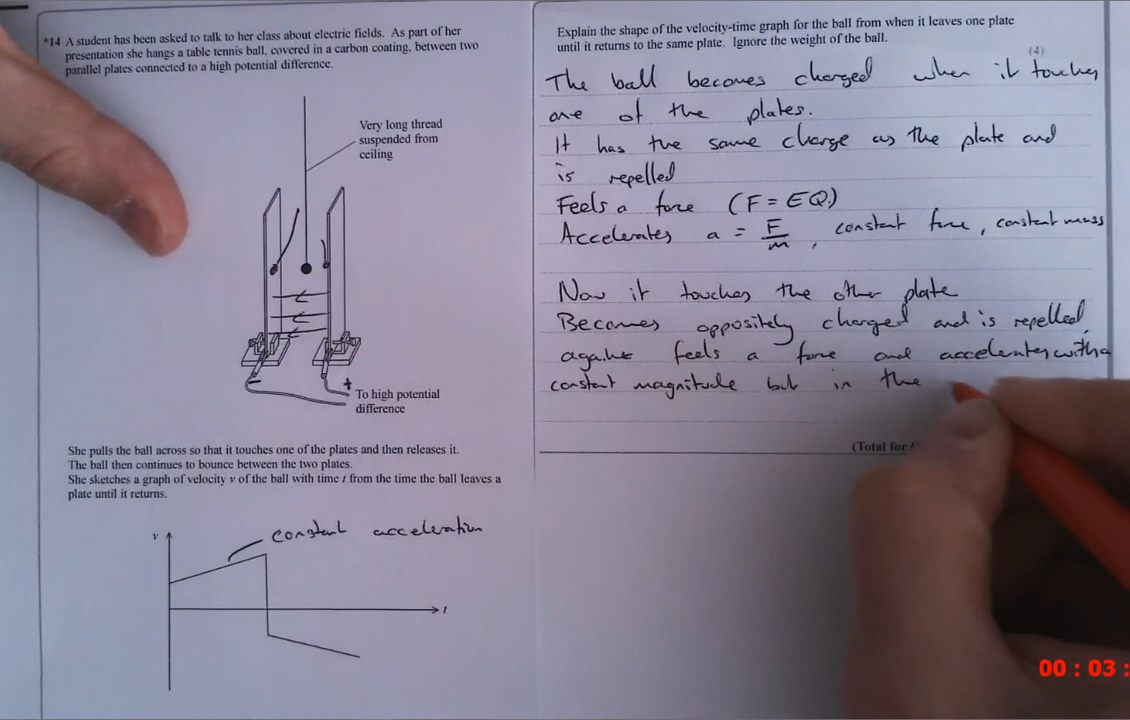 *14 A student has been asked to talk to her class about electric fields. As part of her
presentation she hangs a table tennis ball, covered in a carbon coating, between two
parallel plates connected to a high potential difference.
Very long thread
suspended from
ceiling
−
+
To high potential
difference
She pulls the ball across so that it touches one of the plates and then releases it.
The ball then continues to bounce between the two plates.
She sketches a graph of velocity v of the ball with time t from the time the ball leaves a
plate until it returns.
v
constant acceleration
t
Explain the shape of the velocity-time graph for the ball from when it leaves one plate
until it returns to the same plate. Ignore the weight of the ball.
(4)
The ball becomes charged when it touches
one of the plates.
It has the same charge as the plate and
is repelled
Feels a force (F = EQ)
Accelerates a = F/m, constant force, constant mass
Now it touches the other plate
Becomes oppositely charged and is repelled
again feels a force and accelerates with a
constant magnitude but in the
(Total for
00 : 03 :